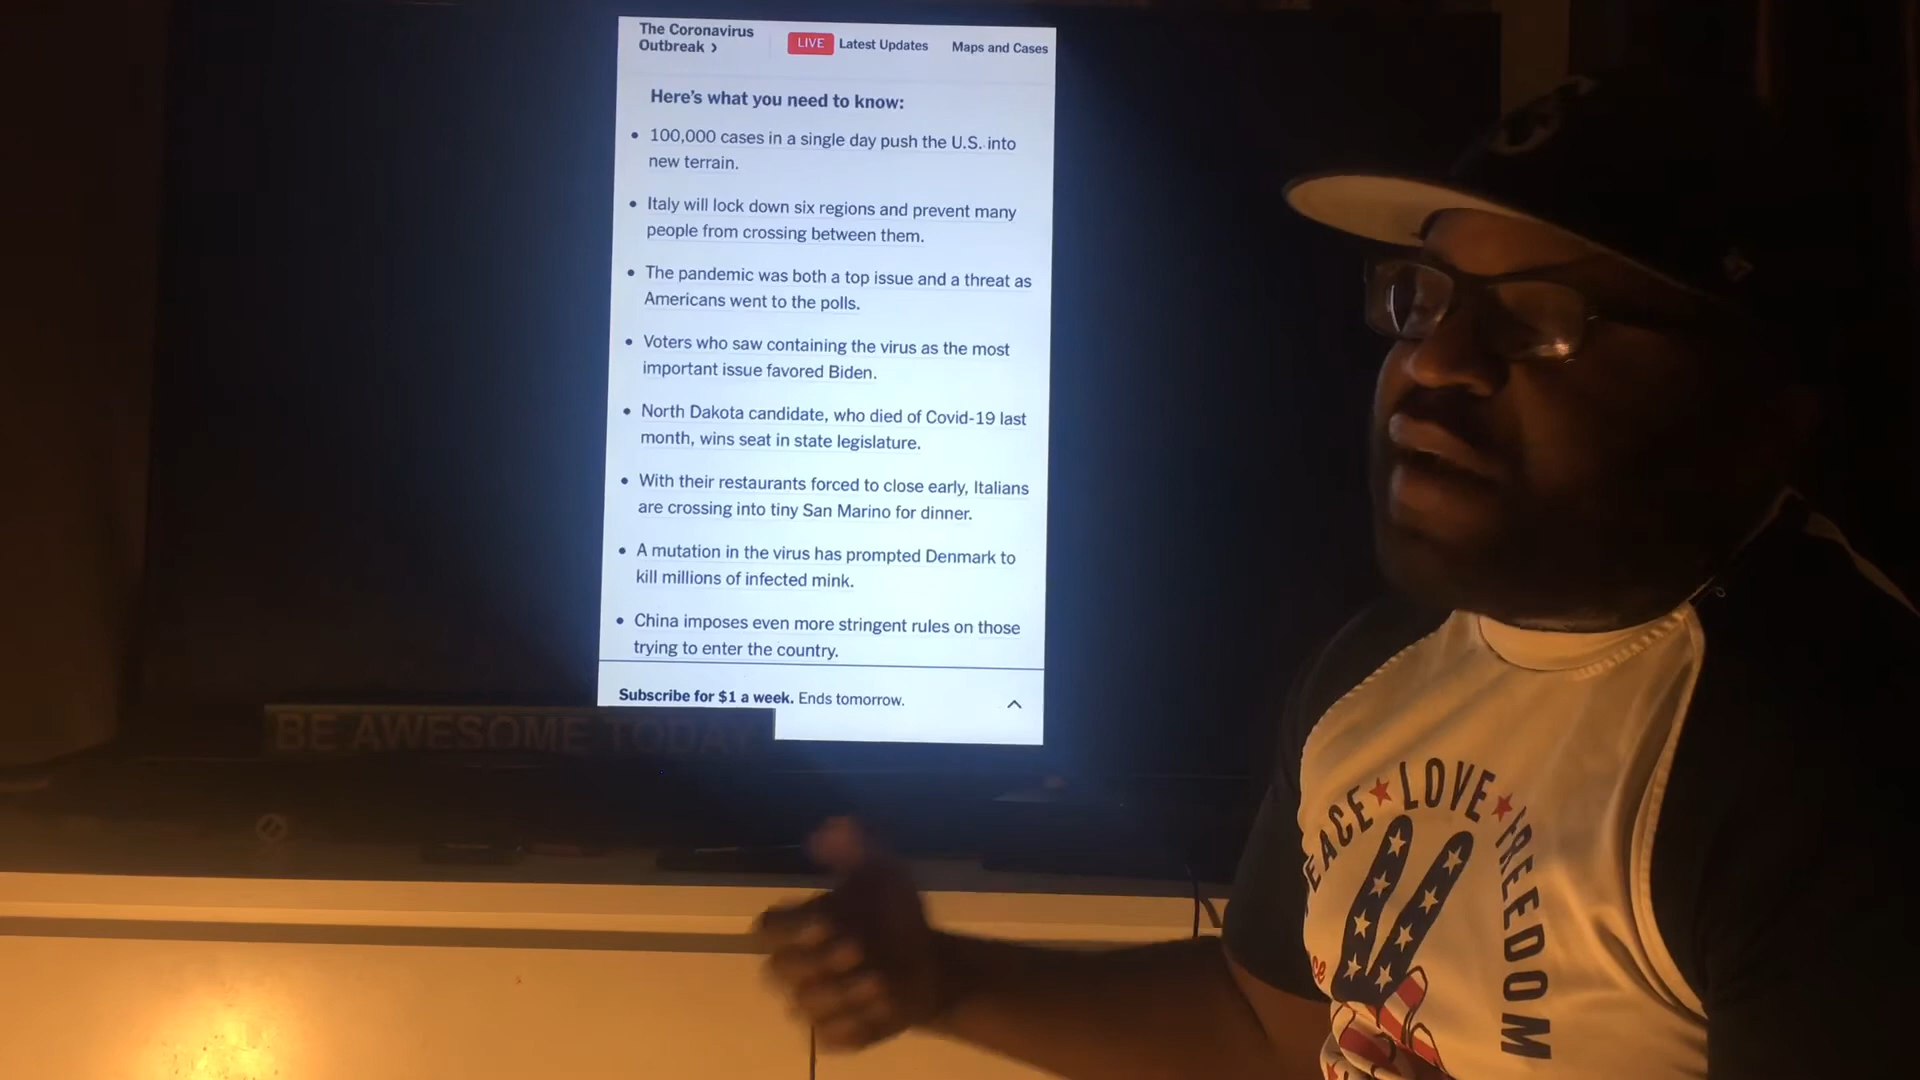 The Coronavirus
Outbreak ›
LIVE Latest Updates Maps and Cases
Here's what you need to know:
• 100,000 cases in a single day push the U.S. into
new terrain.
• Italy will lock down six regions and prevent many
people from crossing between them.
• The pandemic was both a top issue and a threat as
Americans went to the polls.
• Voters who saw containing the virus as the most
important issue favored Biden.
• North Dakota candidate, who died of Covid-19 last
month, wins seat in state legislature.
• With their restaurants forced to close early, Italians
are crossing into tiny San Marino for dinner.
• A mutation in the virus has prompted Denmark to
kill millions of infected mink.
• China imposes even more stringent rules on those
trying to enter the country.
Subscribe for $1 a week. Ends tomorrow.
BE AWESOME TODAY
PEACE ★ LOVE ★ FREEDOM